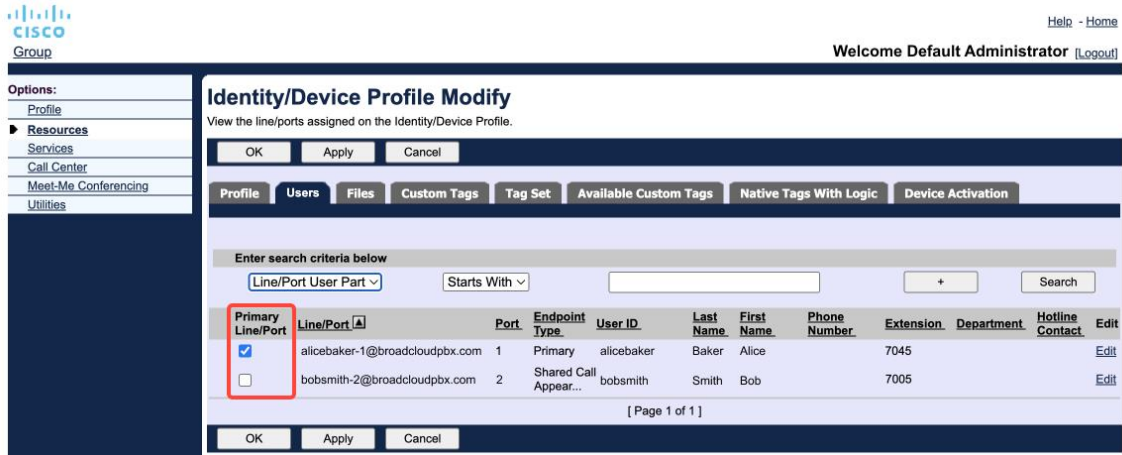 CISCO
Help - Home
Group
Welcome Default Administrator [Logout]
Options:
Profile
Resources
Services
Call Center
Meet-Me Conferencing
Utilities
Identity/Device Profile Modify
View the line/ports assigned on the Identity/Device Profile.
OK Apply Cancel
Profile Users Files Custom Tags Tag Set Available Custom Tags Native Tags With Logic Device Activation
Enter search criteria below
Line/Port User Part Starts With + Search
Primary Line/Port Line/Port Port Endpoint Type User ID Last Name First Name Phone Number Extension Department Hotline Contact Edit
alicebaker-1@broadcloudpbx.com 1 Primary alicebaker Baker Alice 7045 Edit
bobsmith-2@broadcloudpbx.com 2 Shared Call Appear... bobsmith Smith Bob 7005 Edit
[ Page 1 of 1 ]
OK Apply Cancel